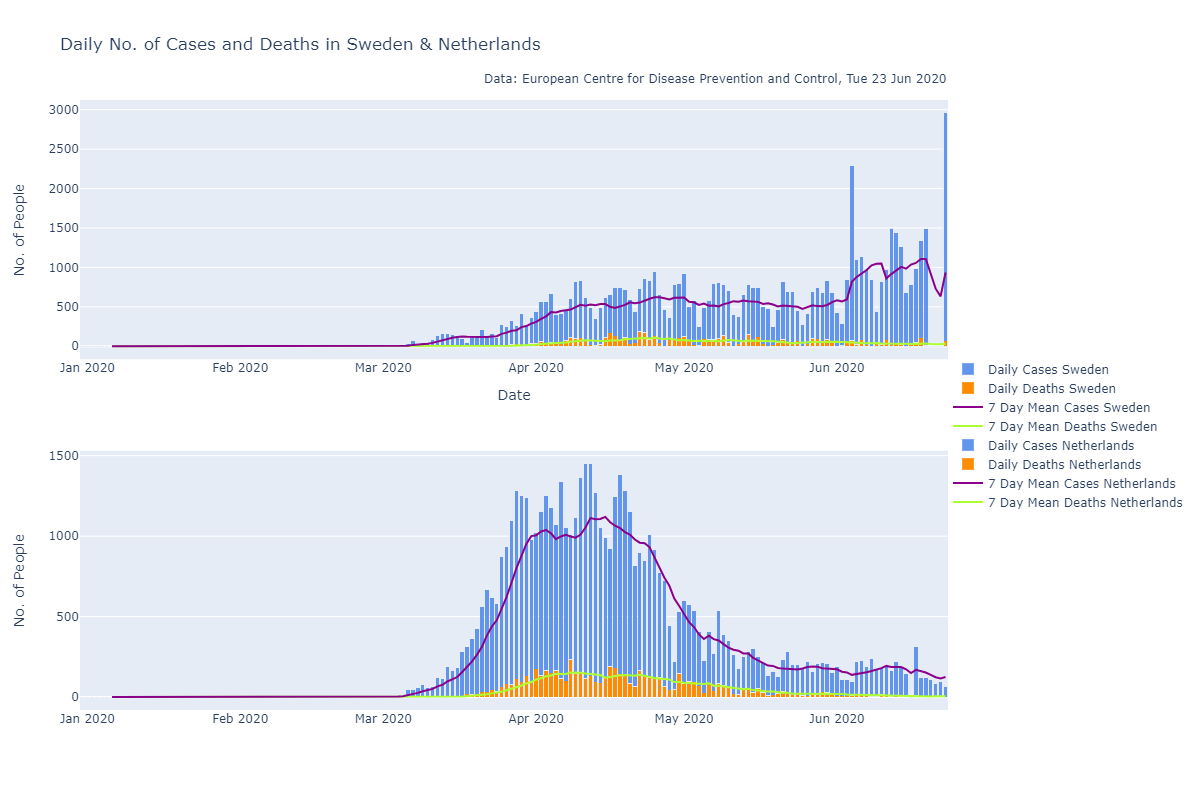 Daily No. of Cases and Deaths in Sweden & Netherlands
Data: European Centre for Disease Prevention and Control, Tue 23 Jun 2020
3000
2500
2000
1500
1000
500
0
No. of People
Jan 2020 Feb 2020 Mar 2020 Apr 2020 May 2020 Jun 2020
Date
Daily Cases Sweden
Daily Deaths Sweden
7 Day Mean Cases Sweden
7 Day Mean Deaths Sweden
Daily Cases Netherlands
Daily Deaths Netherlands
7 Day Mean Cases Netherlands
7 Day Mean Deaths Netherlands
1500
1000
500
0
No. of People
Jan 2020 Feb 2020 Mar 2020 Apr 2020 May 2020 Jun 2020